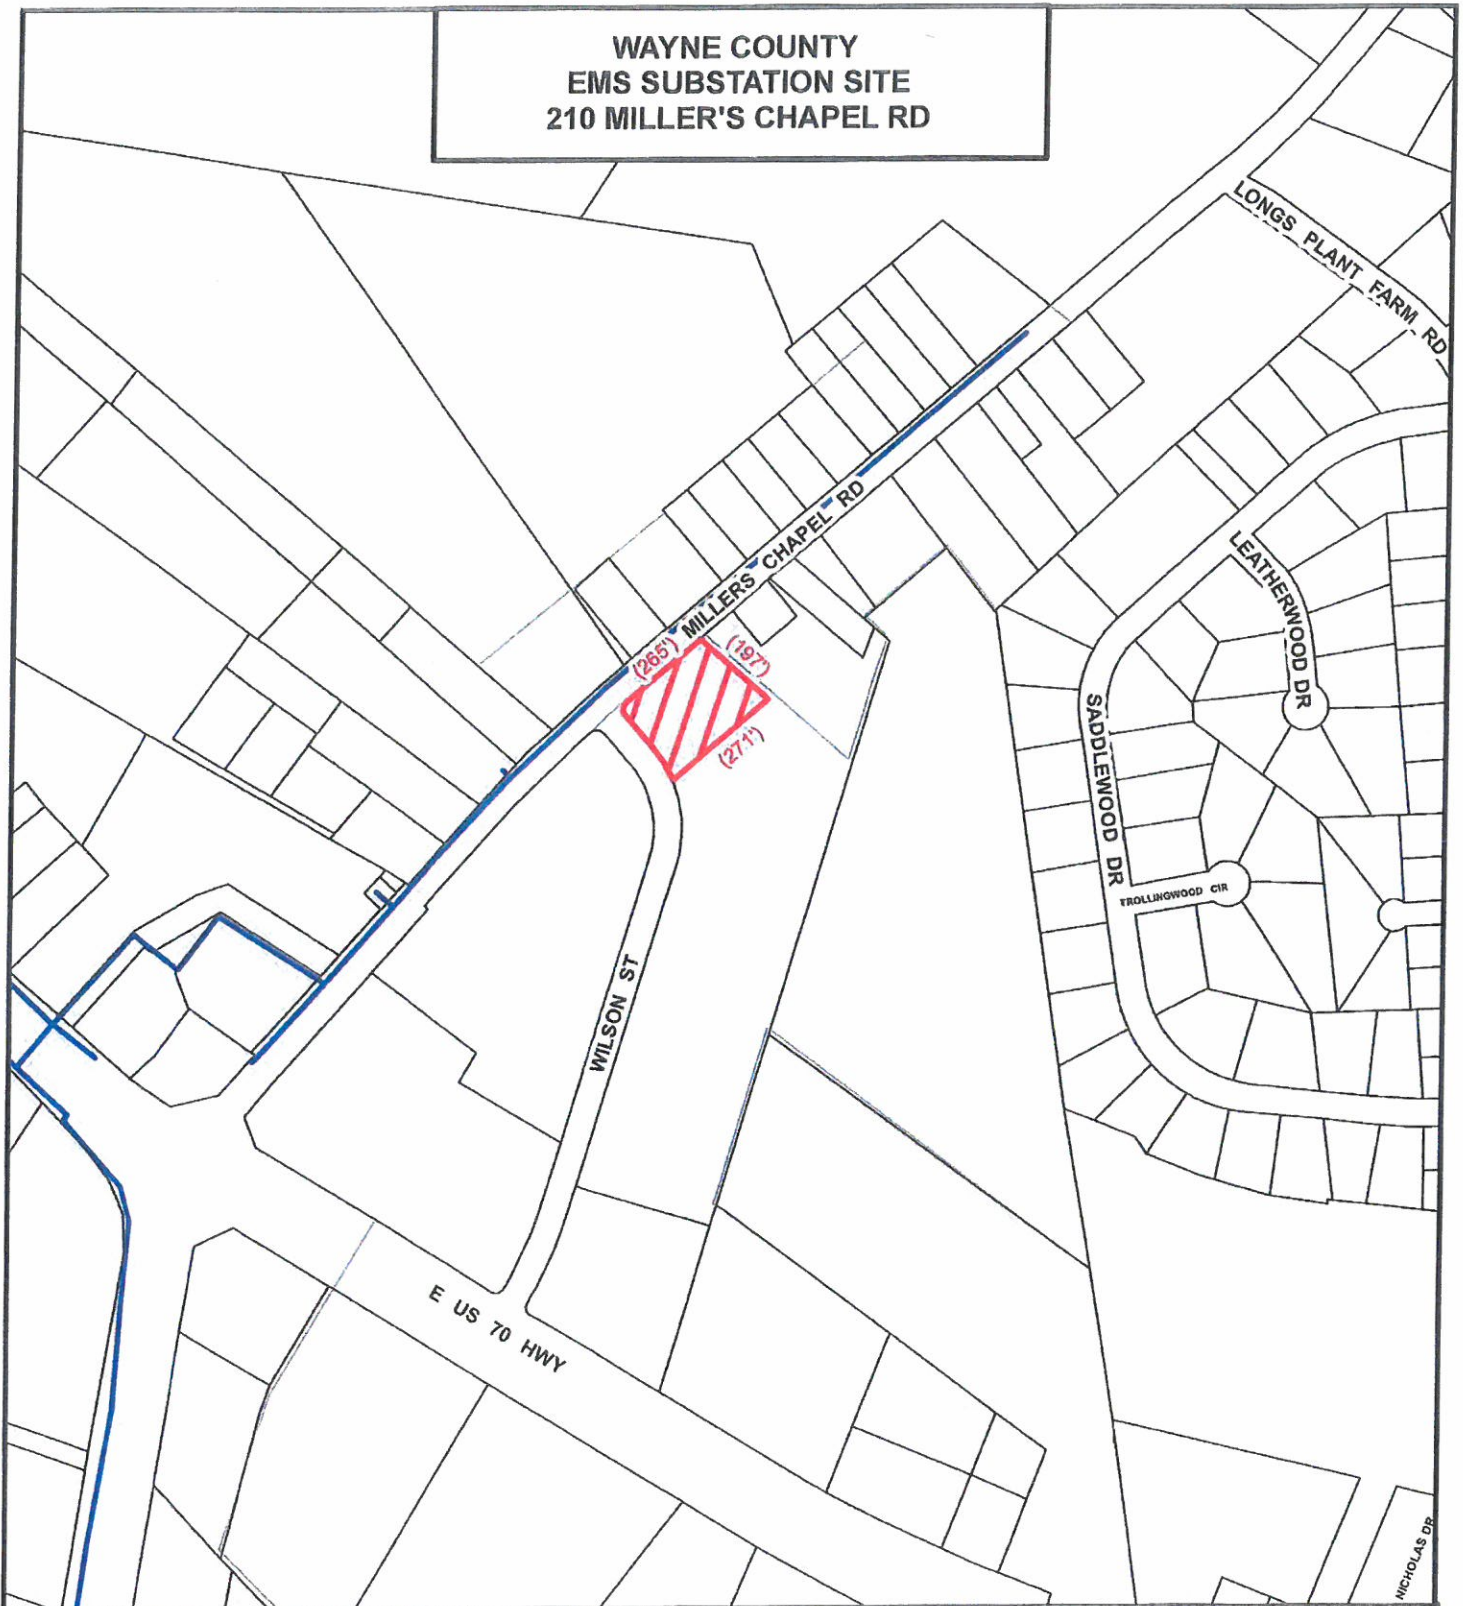 WAYNE COUNTY
EMS SUBSTATION SITE
210 MILLER'S CHAPEL RD
LONGS PLANT FARM RD
MILLERS CHAPEL RD
LEATHERWOOD DR
(265')
(197')
(271')
SADDLEWOOD DR
TROLLINGWOOD CIR
WILSON ST
E US 70 HWY
NICHOLAS DR